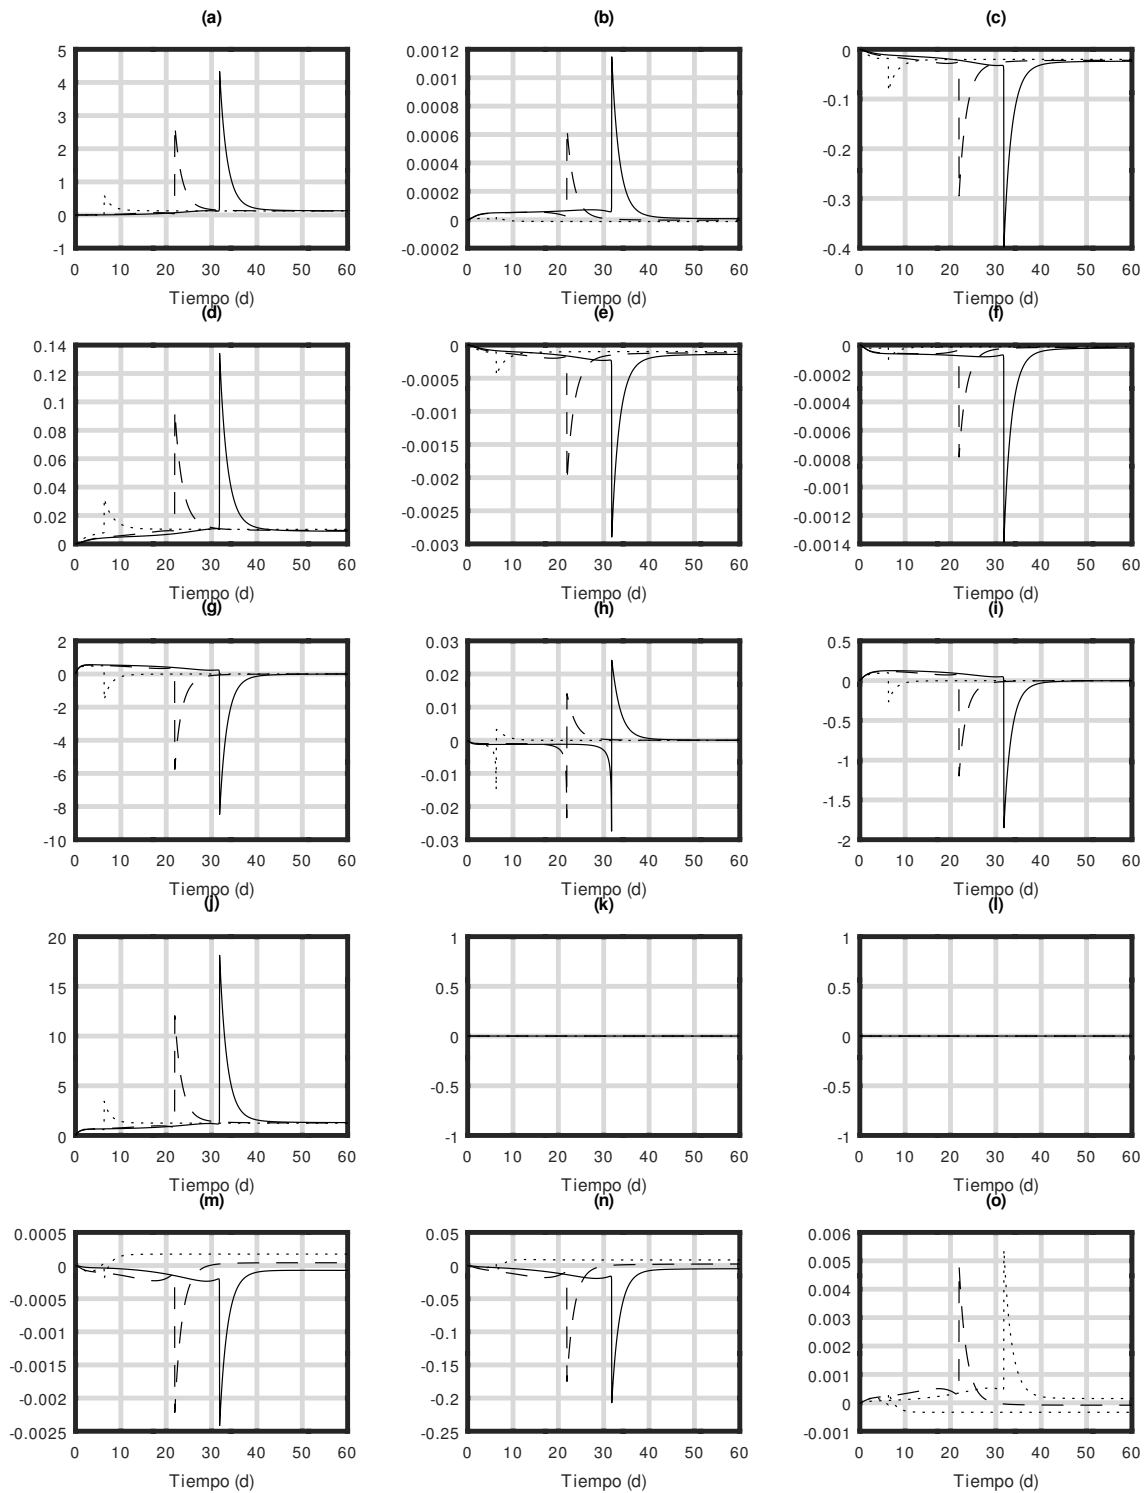 (a)
5
4
3
2
1
0
-1
0 10 20 30 40 50 60
Tiempo (d)
(b)
0.0012
0.001
0.0008
0.0006
0.0004
0.0002
0
-0.0002
0 10 20 30 40 50 60
Tiempo (d)
(c)
0
-0.1
-0.2
-0.3
-0.4
0 10 20 30 40 50 60
Tiempo (d)
(d)
0.14
0.12
0.1
0.08
0.06
0.04
0.02
0
0 10 20 30 40 50 60
Tiempo (d)
(e)
0
-0.0005
-0.001
-0.0015
-0.002
-0.0025
-0.003
0 10 20 30 40 50 60
Tiempo (d)
(f)
0
-0.0002
-0.0004
-0.0006
-0.0008
-0.001
-0.0012
-0.0014
0 10 20 30 40 50 60
Tiempo (d)
(g)
2
0
-2
-4
-6
-8
-10
0 10 20 30 40 50 60
Tiempo (d)
(h)
0.03
0.02
0.01
0
-0.01
-0.02
-0.03
0 10 20 30 40 50 60
Tiempo (d)
(i)
0.5
0
-0.5
-1
-1.5
-2
0 10 20 30 40 50 60
Tiempo (d)
(j)
20
15
10
5
0
0 10 20 30 40 50 60
Tiempo (d)
(k)
1
0.5
0
-0.5
-1
0 10 20 30 40 50 60
Tiempo (d)
(l)
1
0.5
0
-0.5
-1
0 10 20 30 40 50 60
Tiempo (d)
(m)
0.0005
0
-0.0005
-0.001
-0.0015
-0.002
-0.0025
0 10 20 30 40 50 60
Tiempo (d)
(n)
0.05
0
-0.05
-0.1
-0.15
-0.2
-0.25
0 10 20 30 40 50 60
Tiempo (d)
(o)
0.006
0.005
0.004
0.003
0.002
0.001
0
-0.001
0 10 20 30 40 50 60
Tiempo (d)